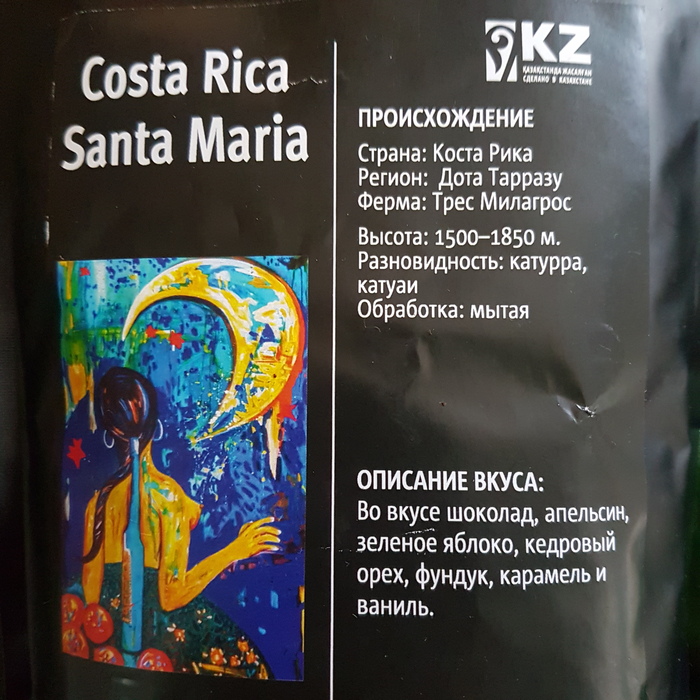 Costa Rica
Santa Maria
KZ
ҚАЗАҚСТАНДА ЖАСАЛҒАН
СДЕЛАНО В КАЗАХСТАНЕ
ПРОИСХОЖДЕНИЕ
Страна: Коста Рика
Регион: Дота Тарразу
Ферма: Трес Милагрос
Высота: 1500–1850 м.
Разновидность: катурра,
катуаи
Обработка: мытая
ОПИСАНИЕ ВКУСА:
Во вкусе шоколад, апельсин,
зеленое яблоко, кедровый
орех, фундук, карамель и
ваниль.